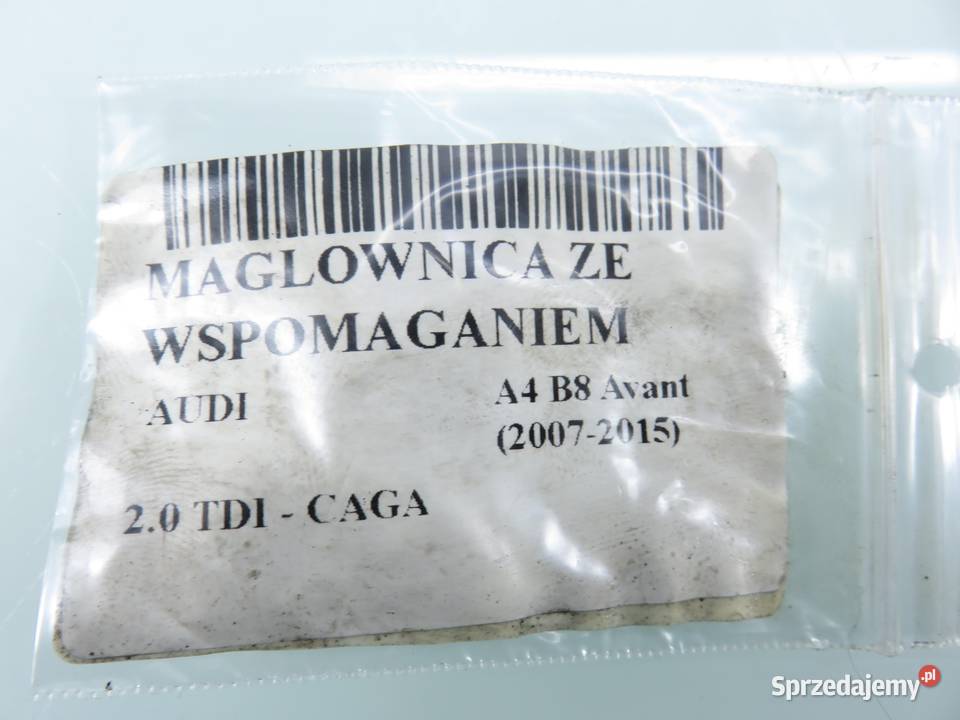 MAGLOWNICA ZE
WSPOMAGANIEM
AUDI A4 B8 Avant
(2007-2015)
2.0 TDI - CAGA
Sprzedajemy.pl